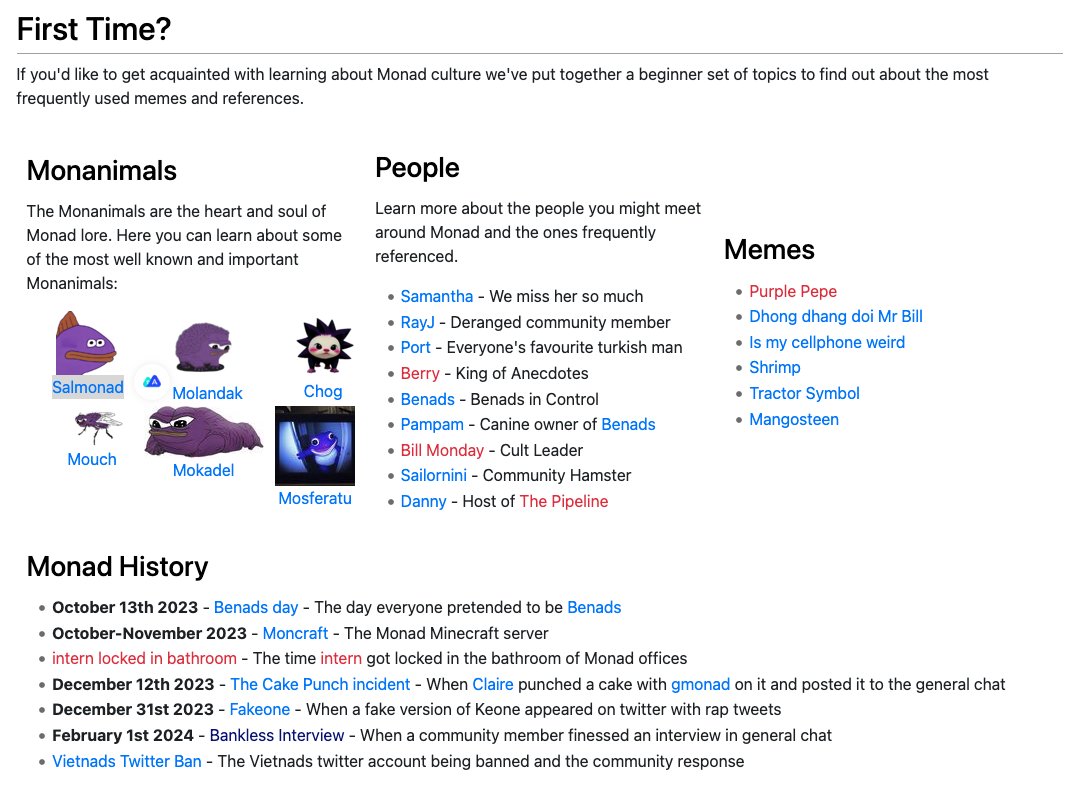 First Time?
If you'd like to get acquainted with learning about Monad culture we've put together a beginner set of topics to find out about the most
frequently used memes and references.
Monanimals
The Monanimals are the heart and soul of
Monad lore. Here you can learn about some
of the most well known and important
Monanimals:
Salmonad
Molandak
Chog
Mouch
Mokadel
Mosferatu
People
Learn more about the people you might meet
around Monad and the ones frequently
referenced.
• Samantha - We miss her so much
• RayJ - Deranged community member
• Port - Everyone's favourite turkish man
• Berry - King of Anecdotes
• Benads - Benads in Control
• Pampam - Canine owner of Benads
• Bill Monday - Cult Leader
• Sailornini - Community Hamster
• Danny - Host of The Pipeline
Memes
• Purple Pepe
• Dhong dhang doi Mr Bill
• Is my cellphone weird
• Shrimp
• Tractor Symbol
• Mangosteen
Monad History
• October 13th 2023 - Benads day - The day everyone pretended to be Benads
• October-November 2023 - Moncraft - The Monad Minecraft server
• intern locked in bathroom - The time intern got locked in the bathroom of Monad offices
• December 12th 2023 - The Cake Punch incident - When Claire punched a cake with gmonad on it and posted it to the general chat
• December 31st 2023 - Fakeone - When a fake version of Keone appeared on twitter with rap tweets
• February 1st 2024 - Bankless Interview - When a community member finessed an interview in general chat
• Vietnads Twitter Ban - The Vietnads twitter account being banned and the community response